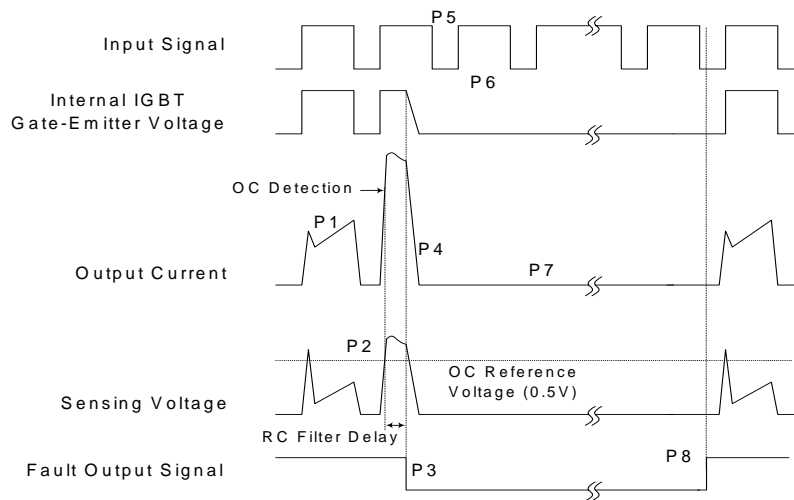 P5
Input Signal
P6
Internal IGBT
Gate-Emitter Voltage
OC Detection
P1
P4
Output Current
P7
P2
OC Reference
Voltage (0.5V)
Sensing Voltage
RC Filter Delay
Fault Output Signal
P3
P8